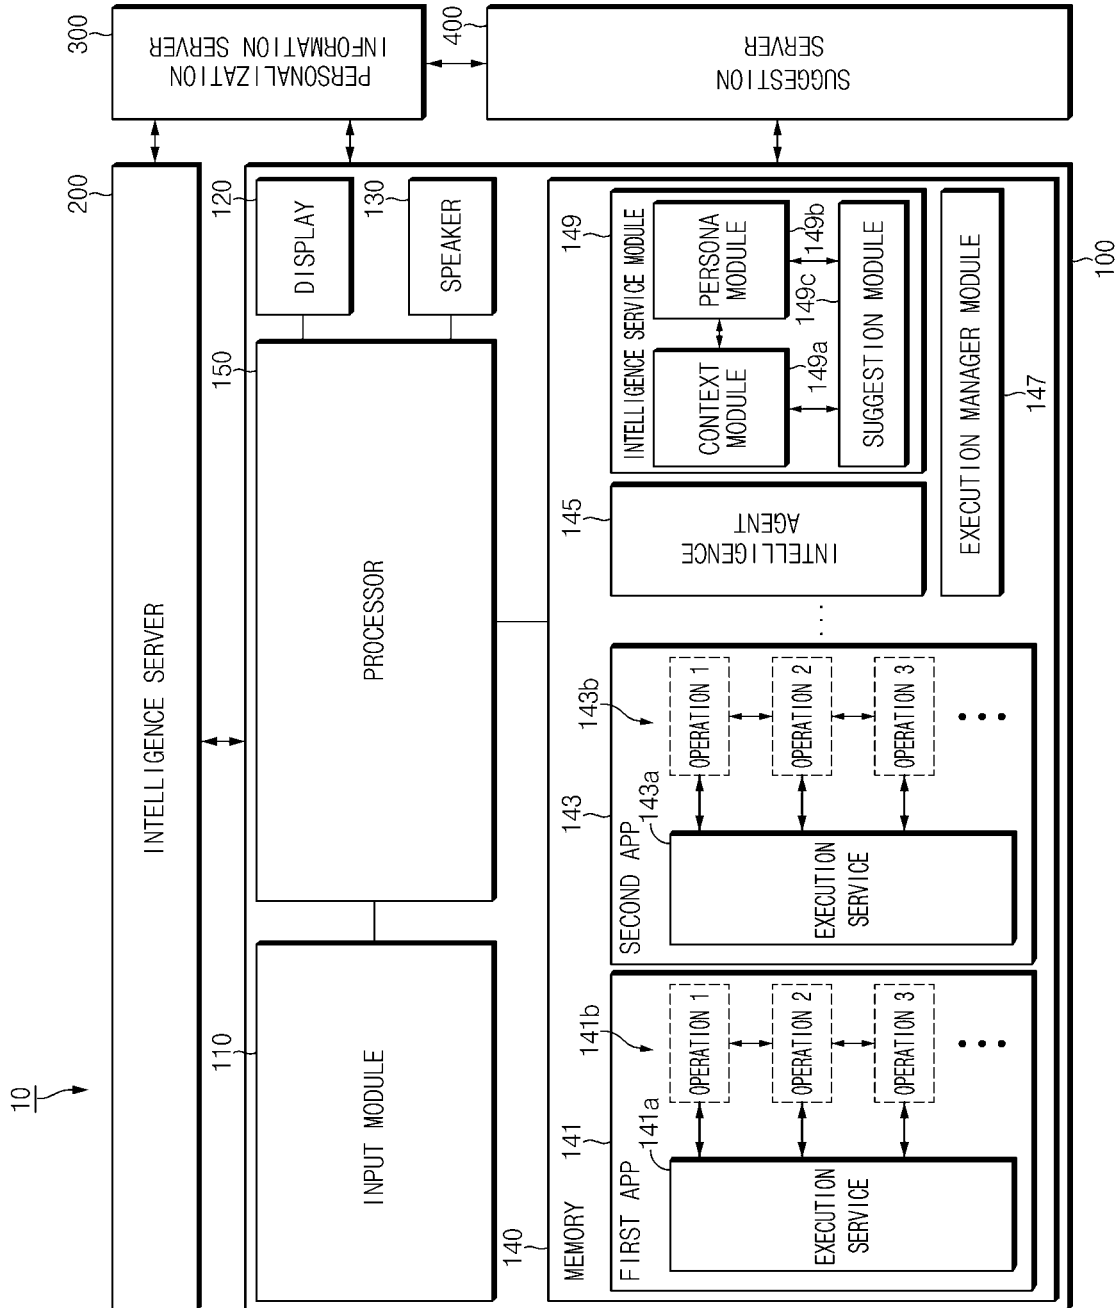 10
INTELLIGENCE SERVER
200
PERSONALIZATION
INFORMATION SERVER
300
SUGGESTION
SERVER
400
100
INPUT MODULE
110
PROCESSOR
150
DISPLAY
120
SPEAKER
130
MEMORY
140
FIRST APP
141
EXECUTION
SERVICE
141a
141b
OPERATION 1
OPERATION 2
OPERATION 3
SECOND APP
143
EXECUTION
SERVICE
143a
143b
OPERATION 1
OPERATION 2
OPERATION 3
INTELLIGENCE
AGENT
145
INTELLIGENCE SERVICE MODULE
149
CONTEXT
MODULE
149a
PERSONA
MODULE
149b
SUGGESTION MODULE
149c
EXECUTION MANAGER MODULE
147